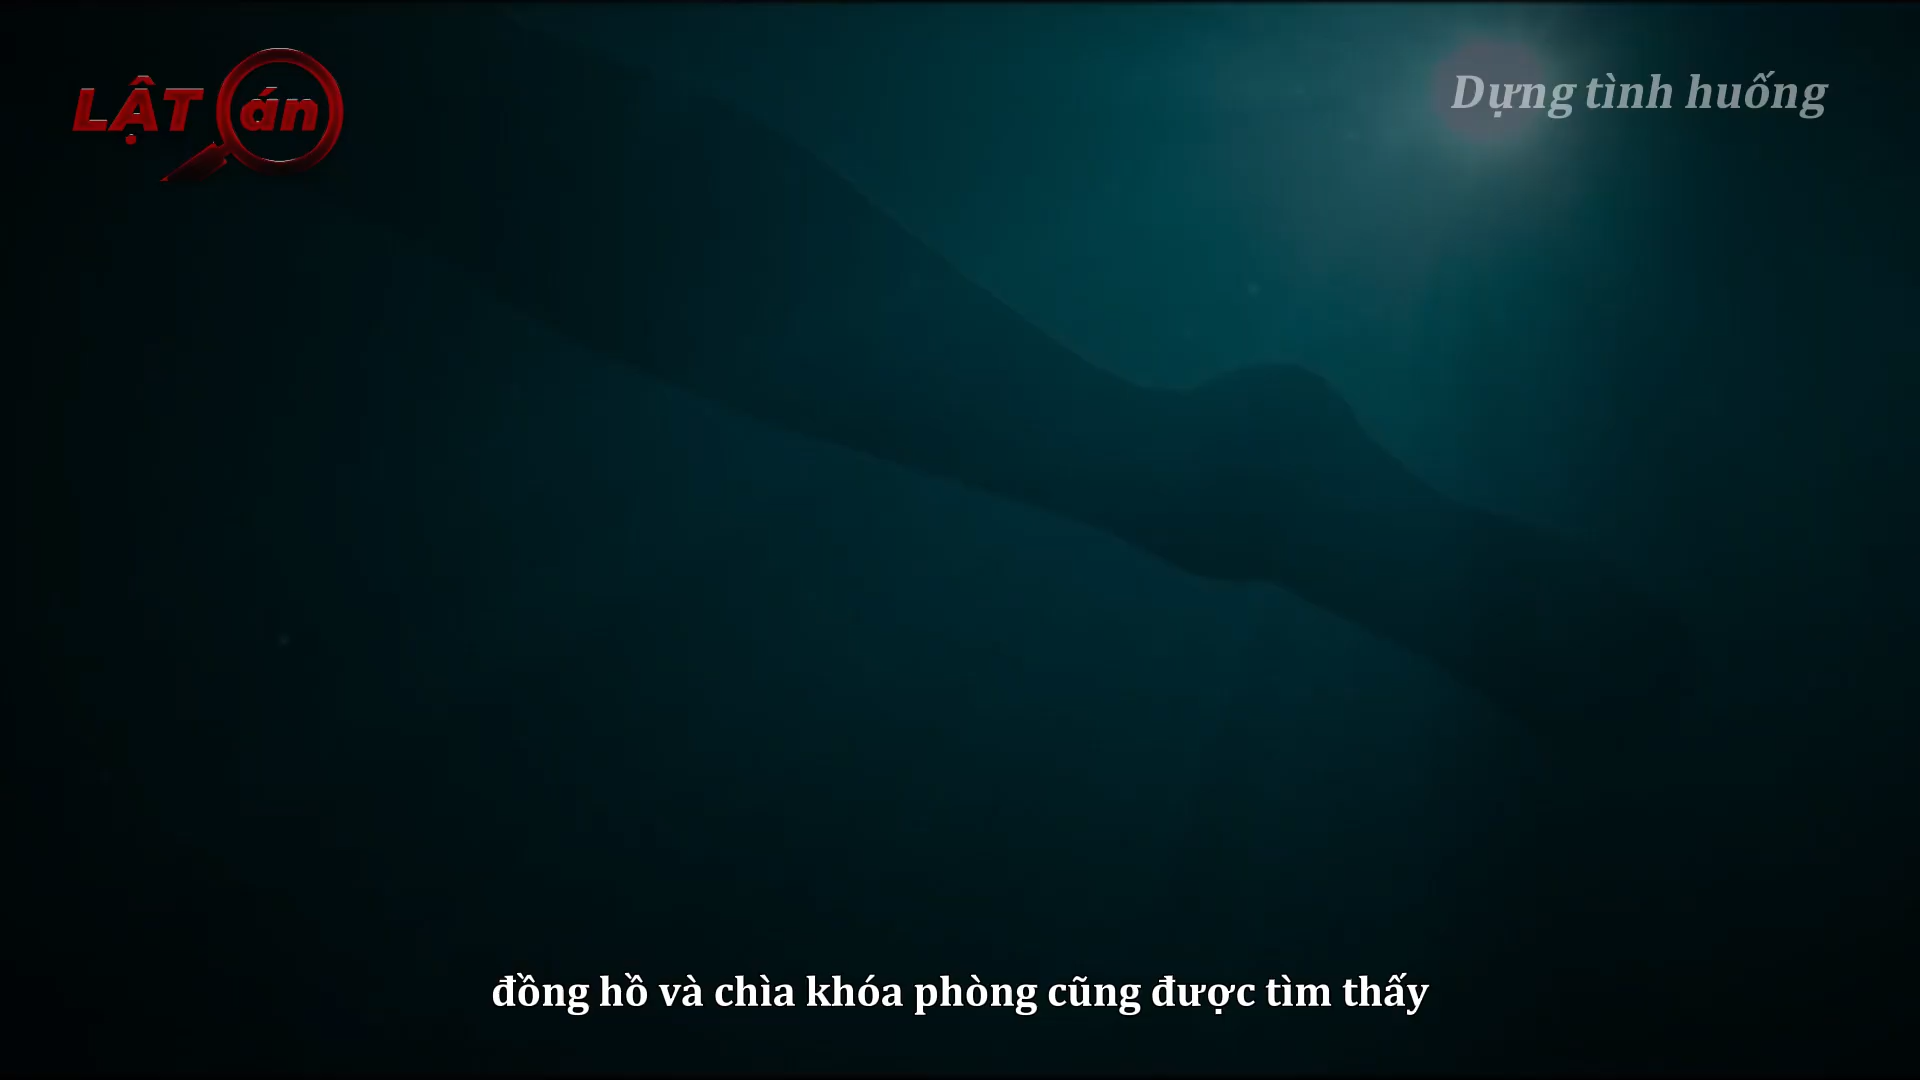 LẬT án
Dựng tình huống
đồng hồ và chìa khóa phòng cũng được tìm thấy